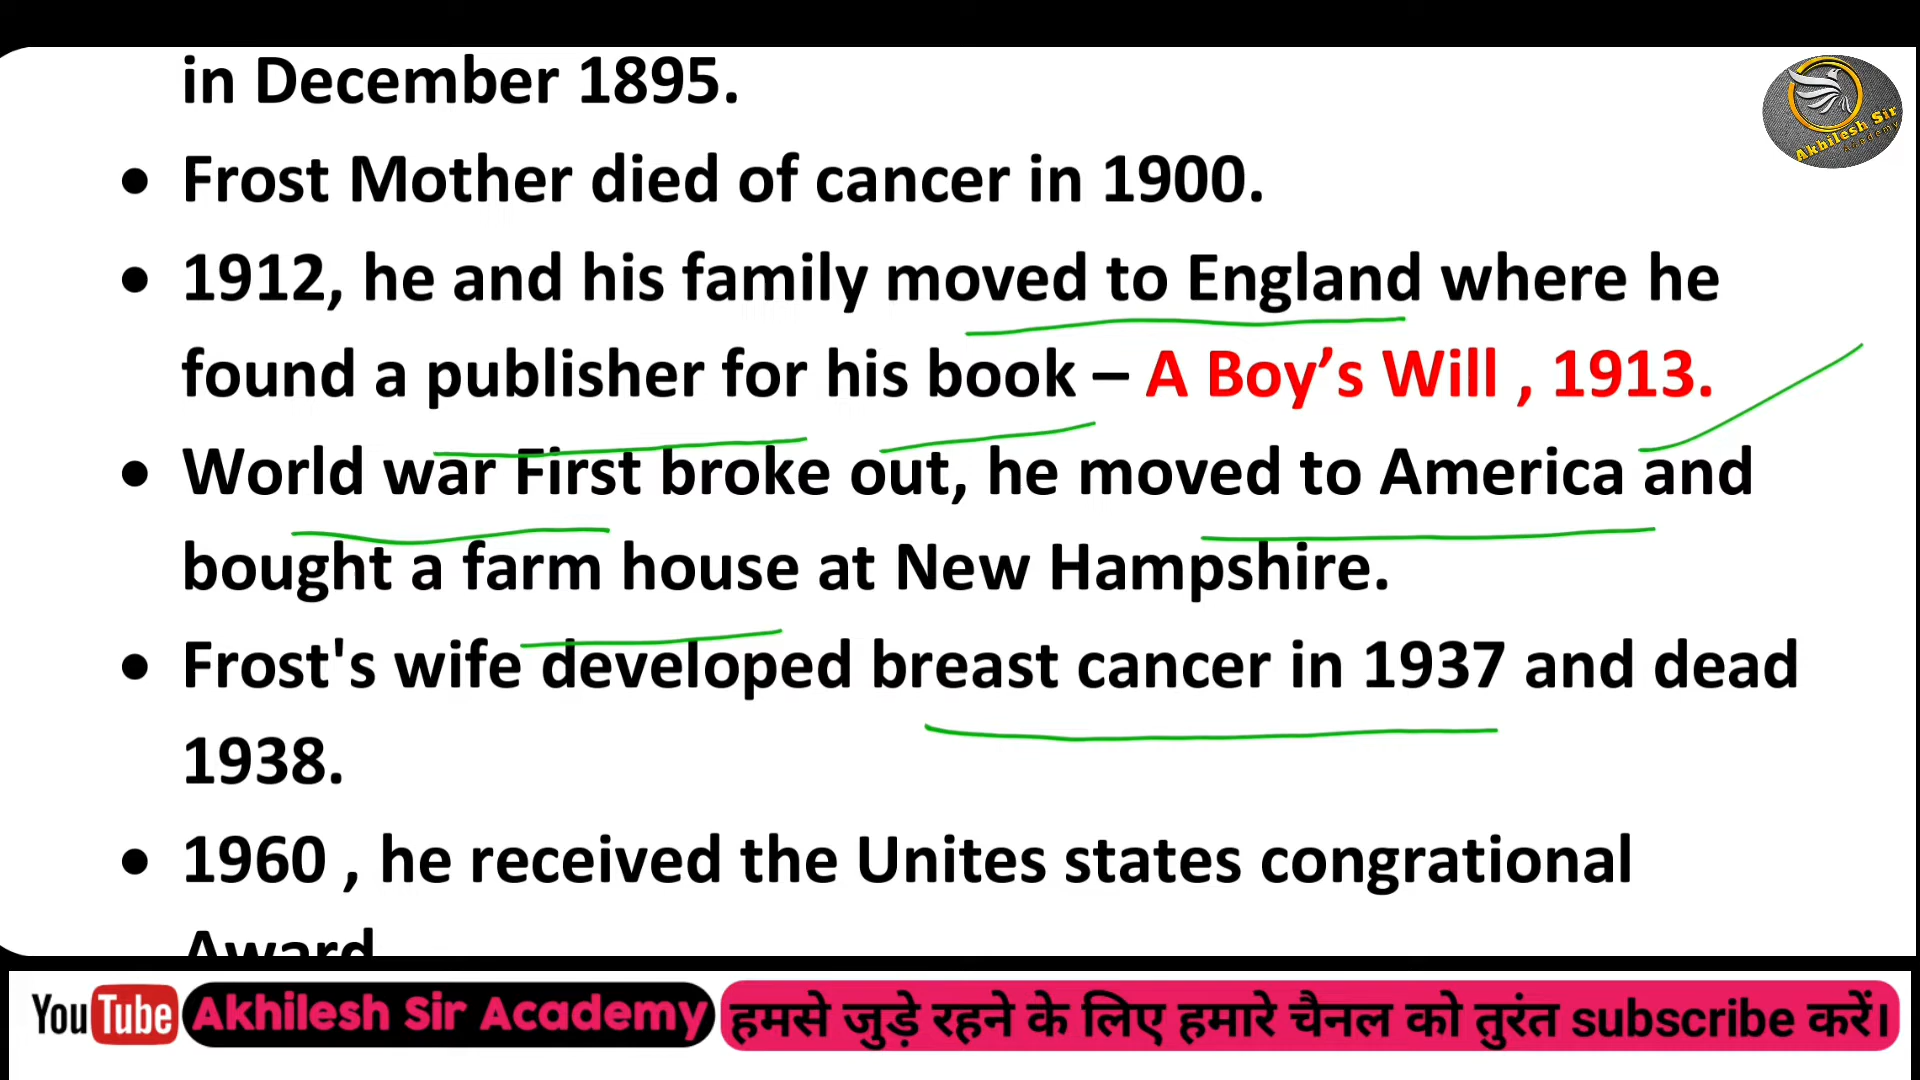 in December 1895.
Akhilesh Sir
Academy
• Frost Mother died of cancer in 1900.
• 1912, he and his family moved to England where he
found a publisher for his book – A Boy’s Will , 1913.
• World war First broke out, he moved to America and
bought a farm house at New Hampshire.
• Frost's wife developed breast cancer in 1937 and dead
1938.
• 1960 , he received the Unites states congrational
Award
YouTube Akhilesh Sir Academy हमसे जुड़े रहने के लिए हमारे चैनल को तुरंत subscribe करें।